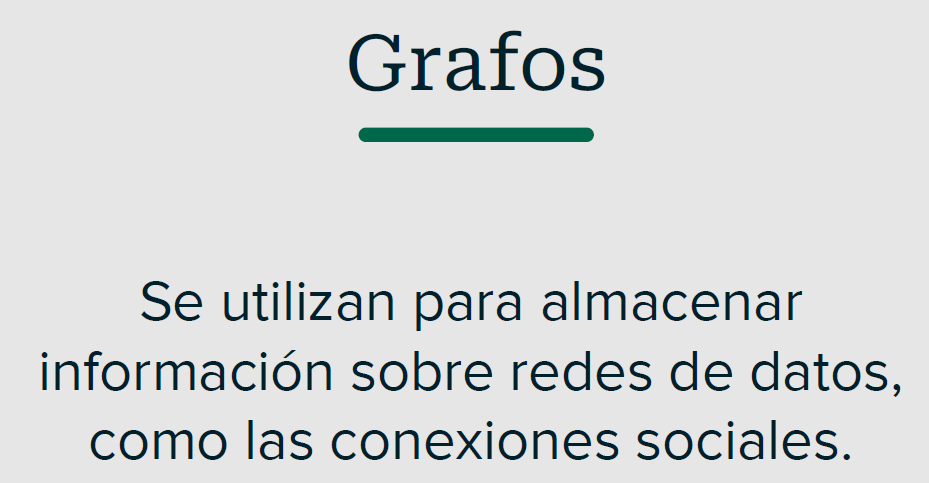 Grafos
Se utilizan para almacenar
información sobre redes de datos,
como las conexiones sociales.